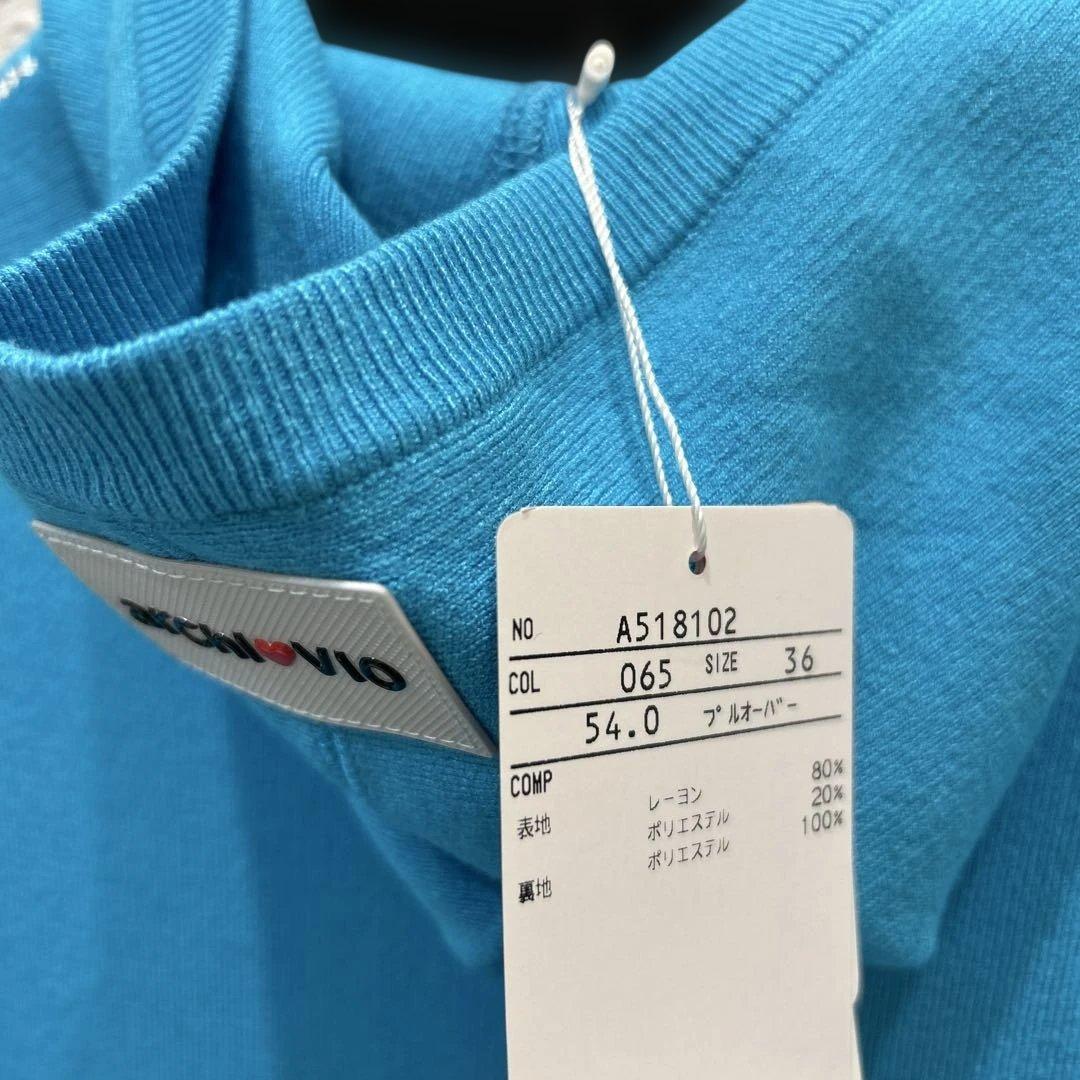 archi♥vio
NO A518102
COL 065 SIZE 36
54.0 プルオーバー
COMP
表地 レーヨン 80%
ポリエステル 20%
裏地 ポリエステル 100%